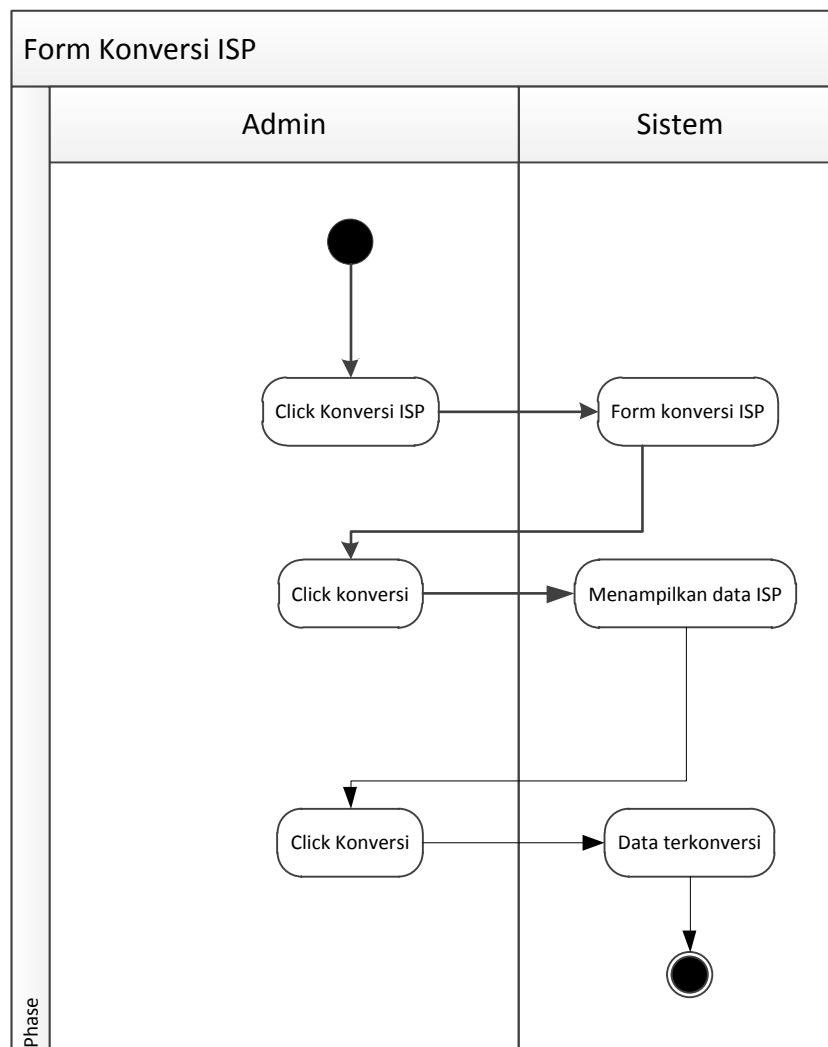 Form Konversi ISP
Admin
Sistem
Click Konversi ISP
Form konversi ISP
Click konversi
Menampilkan data ISP
Click Konversi
Data terkonversi
Phase